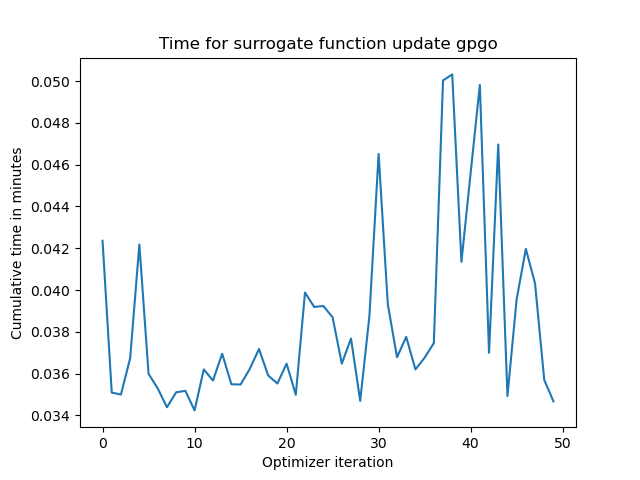 Time for surrogate function update gpgo
Cumulative time in minutes
0.050
0.048
0.046
0.044
0.042
0.040
0.038
0.036
0.034
0 10 20 30 40 50
Optimizer iteration